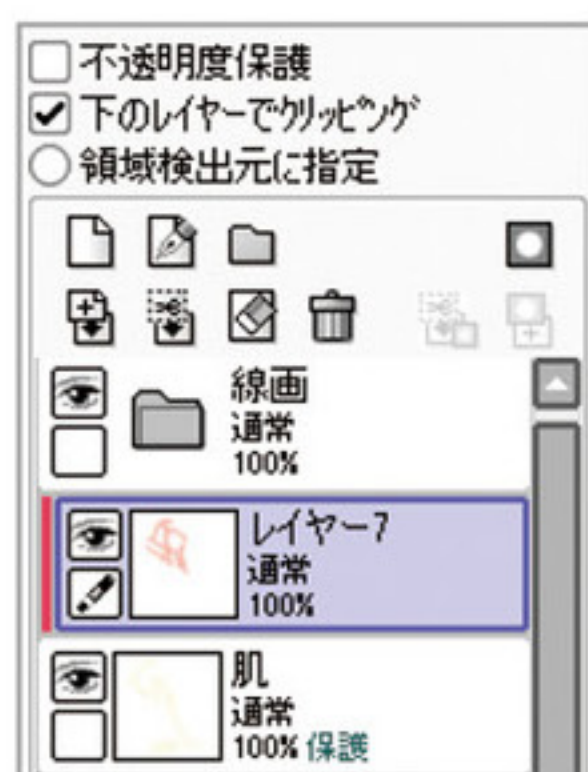 不透明度保護
下のレイヤーでクリッピング
領域検出元に指定
線画
通常
100%
レイヤー7
通常
100%
肌
通常
100% 保護